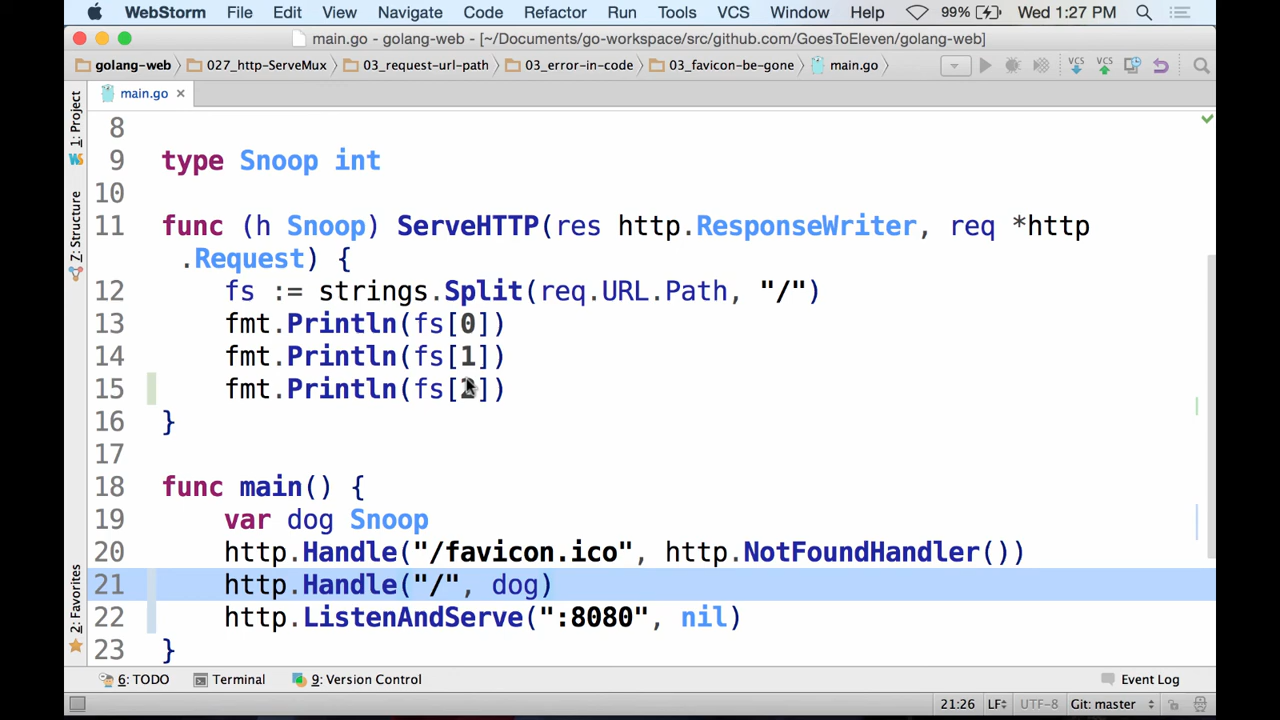 WebStorm File Edit View Navigate Code Refactor Run Tools VCS Window Help 99% Wed 1:27 PM
main.go - golang-web - [~/Documents/go-workspace/src/github.com/GoesToEleven/golang-web]
golang-web 027_http-ServeMux 03_request-url-path 03_error-in-code 03_favicon-be-gone main.go VCS VCS
main.go
1: Project
7: Structure
2: Favorites
8
9 type Snoop int
10
11 func (h Snoop) ServeHTTP(res http.ResponseWriter, req *http
.Request) {
12 fs := strings.Split(req.URL.Path, "/")
13 fmt.Println(fs[0])
14 fmt.Println(fs[1])
15 fmt.Println(fs[2])
16 }
17
18 func main() {
19 var dog Snoop
20 http.Handle("/favicon.ico", http.NotFoundHandler())
21 http.Handle("/", dog)
22 http.ListenAndServe(":8080", nil)
23 }
6: TODO Terminal 9: Version Control Event Log
21:26 LF UTF-8 Git: master